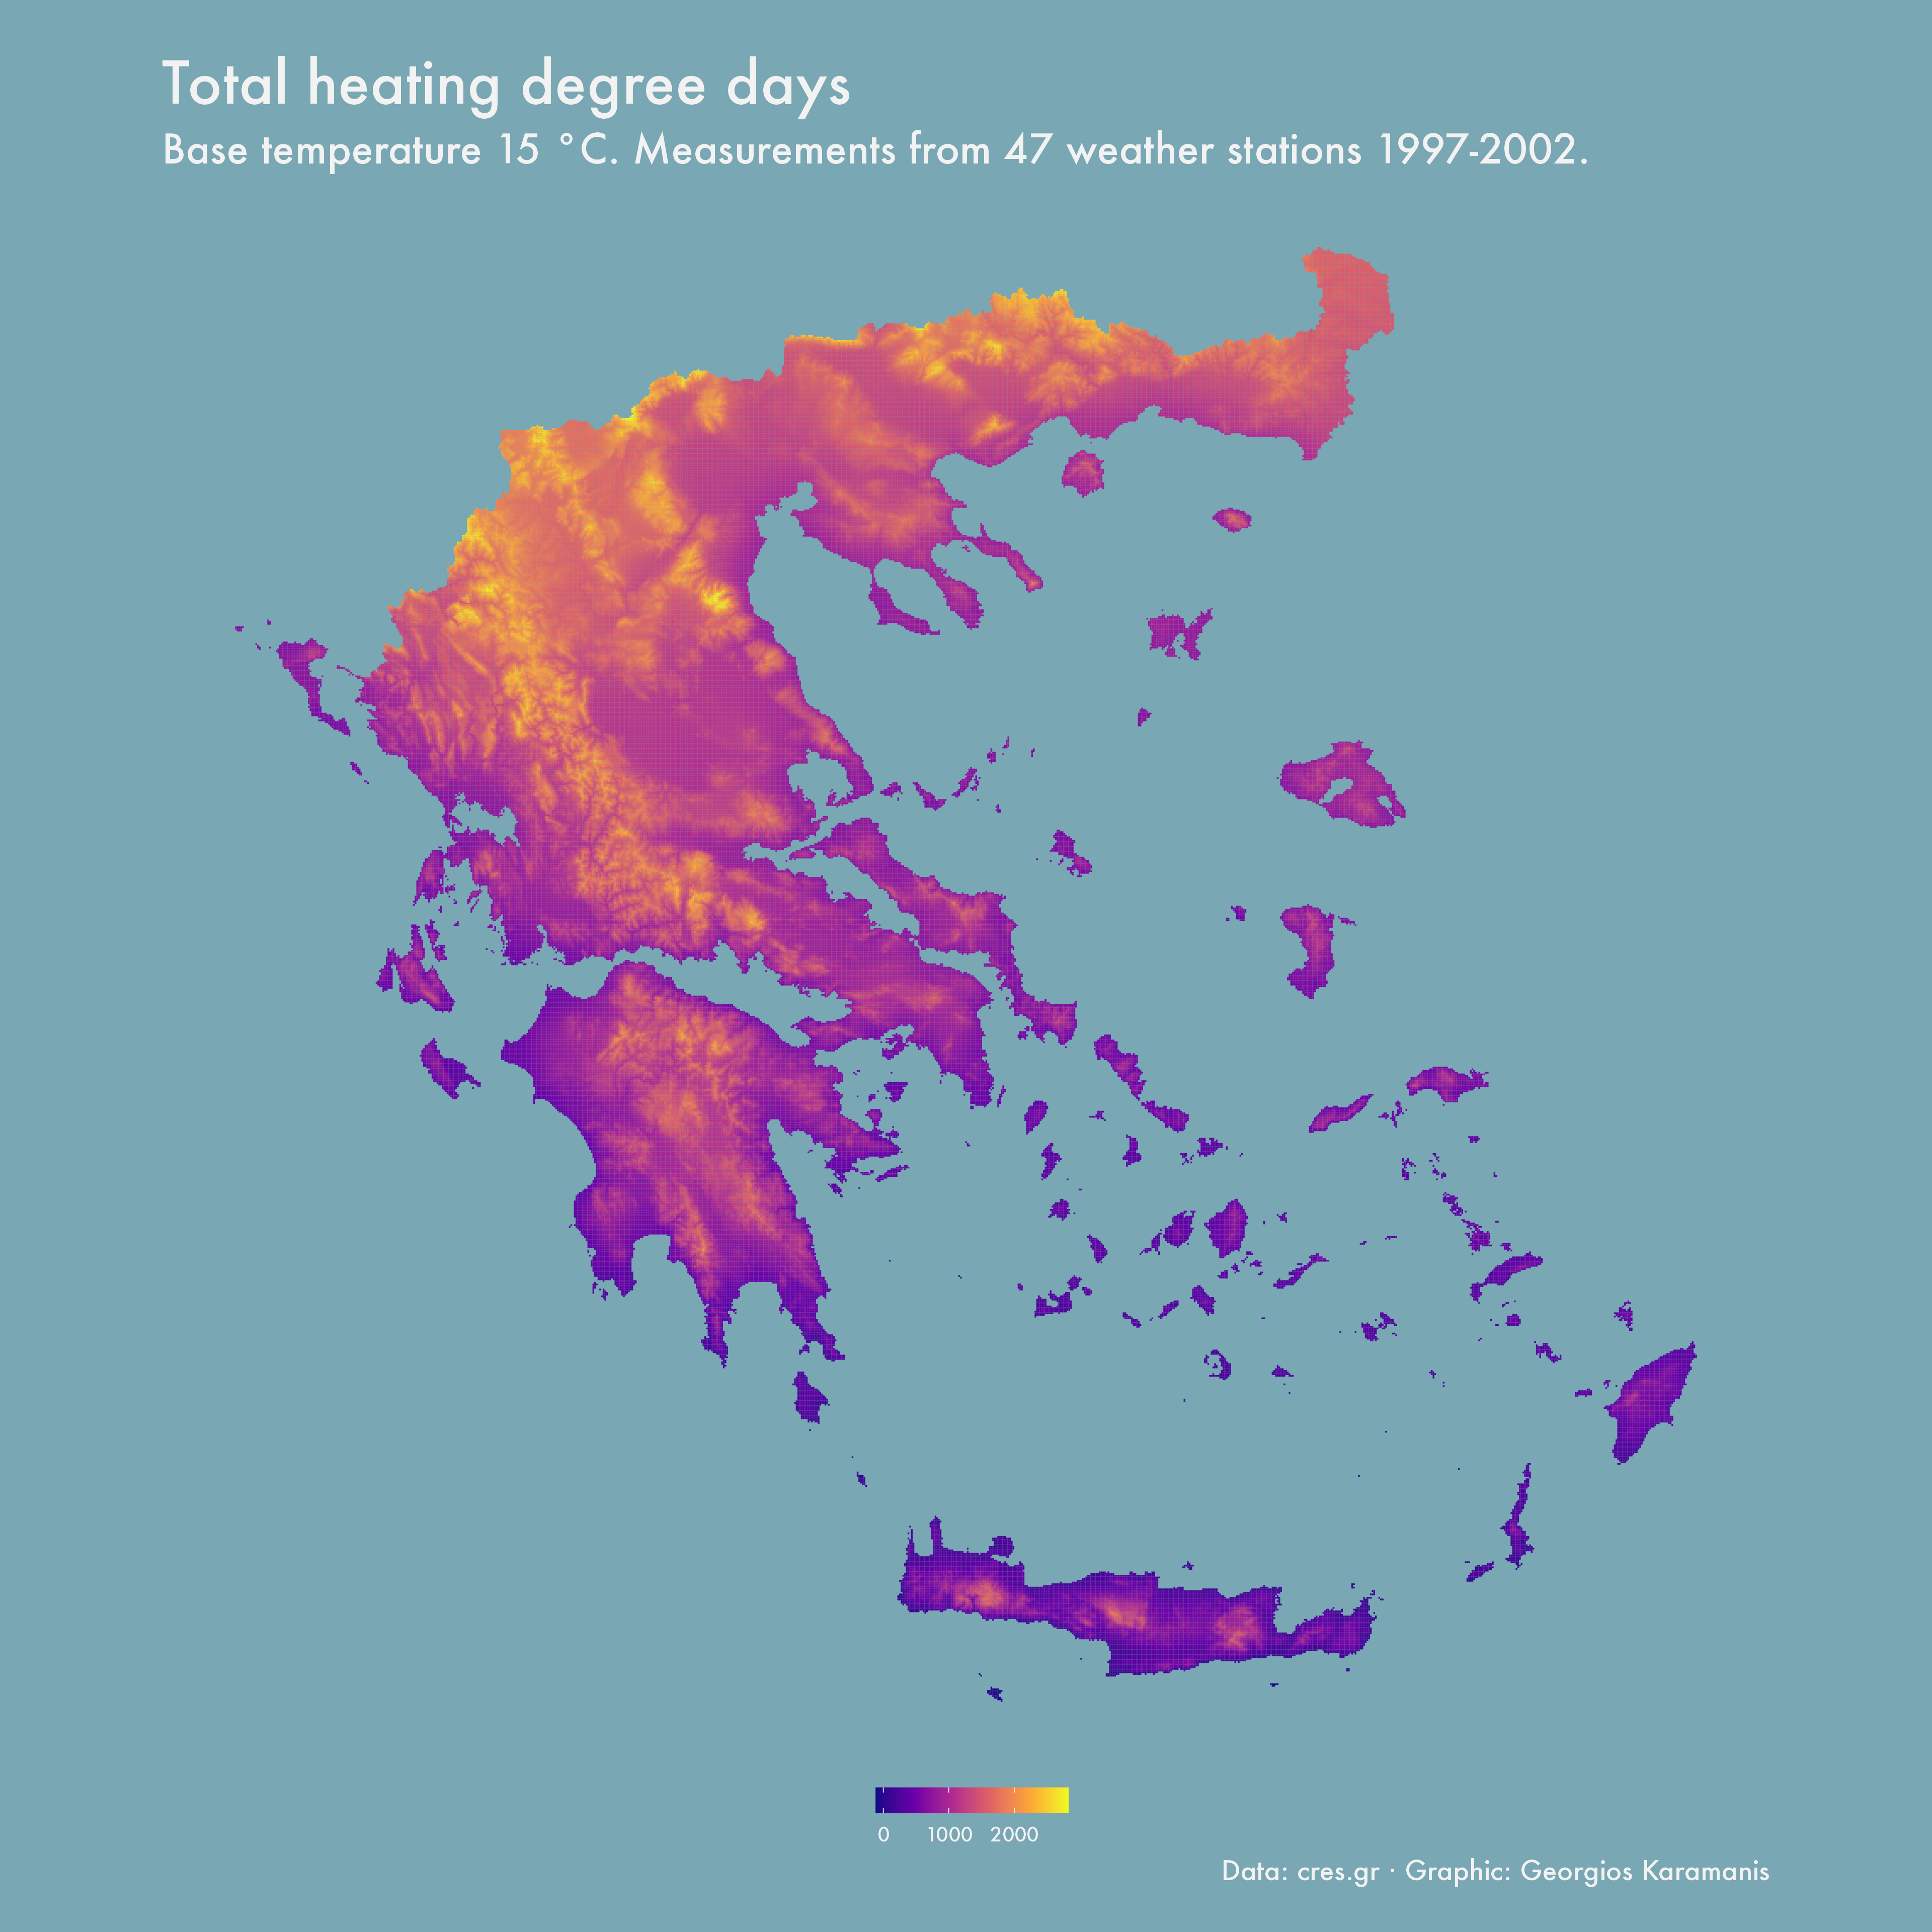 Total heating degree days
Base temperature 15 °C. Measurements from 47 weather stations 1997-2002.
0 1000 2000
Data: cres.gr · Graphic: Georgios Karamanis